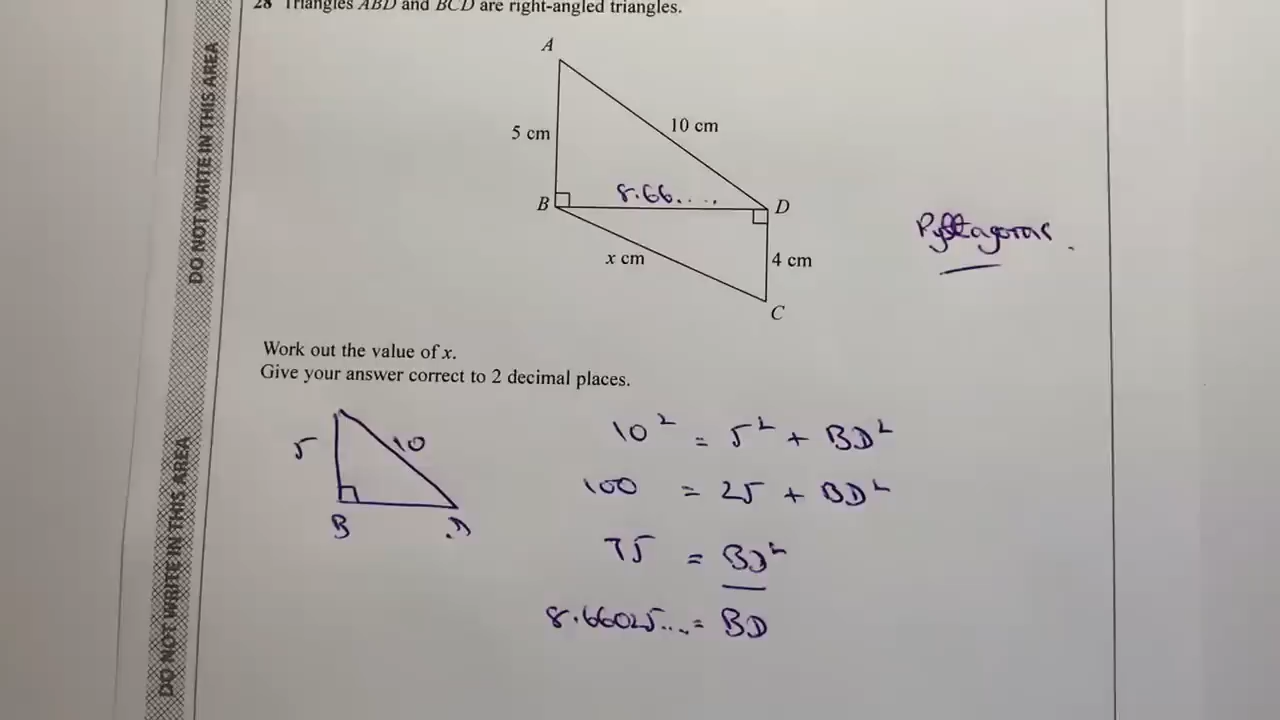 28 Triangles ABD and BCD are right-angled triangles.
A
5 cm
10 cm
B
8.66....
D
x cm
4 cm
C
Pythagoras.
Work out the value of x.
Give your answer correct to 2 decimal places.
5
10
B
D
10² = 5² + BD²
100 = 25 + BD²
75 = BD²
8.66025... = BD
DO NOT WRITE IN THIS AREA
DO NOT WRITE IN THIS AREA